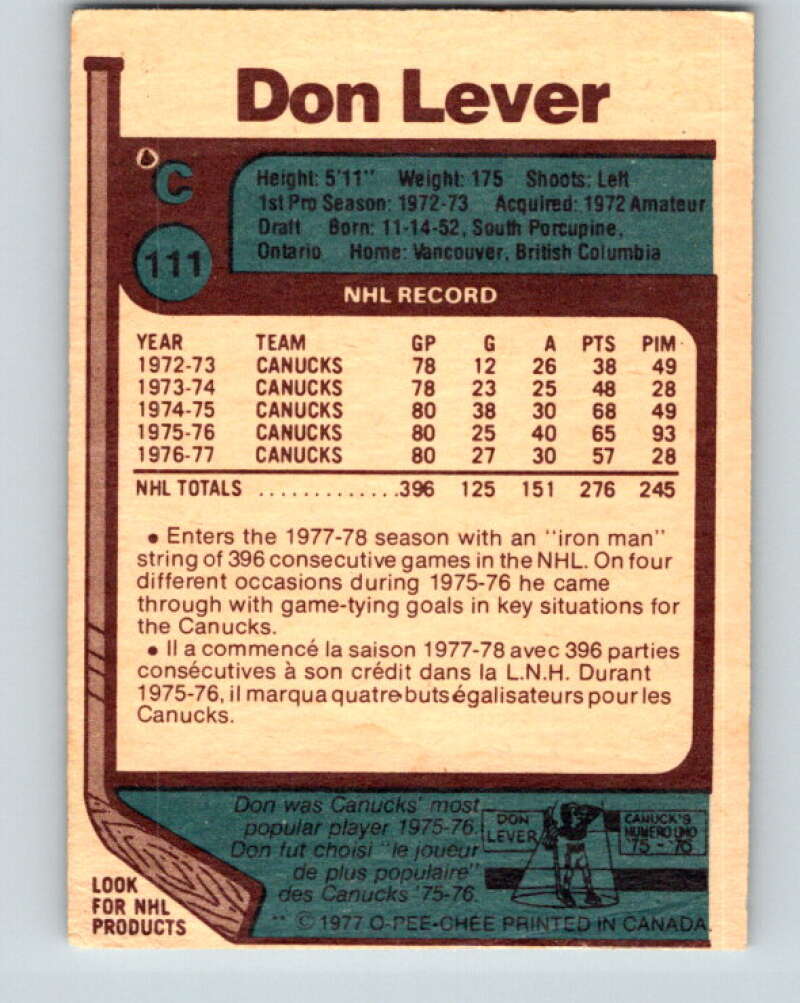 Don Lever
C
Height: 5'11" Weight: 175 Shoots: Left
1st Pro Season: 1972-73 Acquired: 1972 Amateur
Draft Born: 11-14-52, South Porcupine,
Ontario Home: Vancouver, British Columbia
111
NHL RECORD
YEAR TEAM GP G A PTS PIM
1972-73 CANUCKS 78 12 26 38 49
1973-74 CANUCKS 78 23 25 48 28
1974-75 CANUCKS 80 38 30 68 49
1975-76 CANUCKS 80 25 40 65 93
1976-77 CANUCKS 80 27 30 57 28
NHL TOTALS ..............396 125 151 276 245
• Enters the 1977-78 season with an "iron man"
string of 396 consecutive games in the NHL. On four
different occasions during 1975-76 he came
through with game-tying goals in key situations for
the Canucks.
• Il a commencé la saison 1977-78 avec 396 parties
consécutives à son crédit dans la L.N.H. Durant
1975-76, il marqua quatre buts égalisateurs pour les
Canucks.
Don was Canucks' most
popular player 1975-76.
Don fut choisi "le joueur
de plus populaire"
des Canucks '75-76.
DON
LEVER
CANUCK'S
NUMERO UNO
75-76
LOOK
FOR NHL
PRODUCTS
** © 1977 O-PEE-CHEE PRINTED IN CANADA